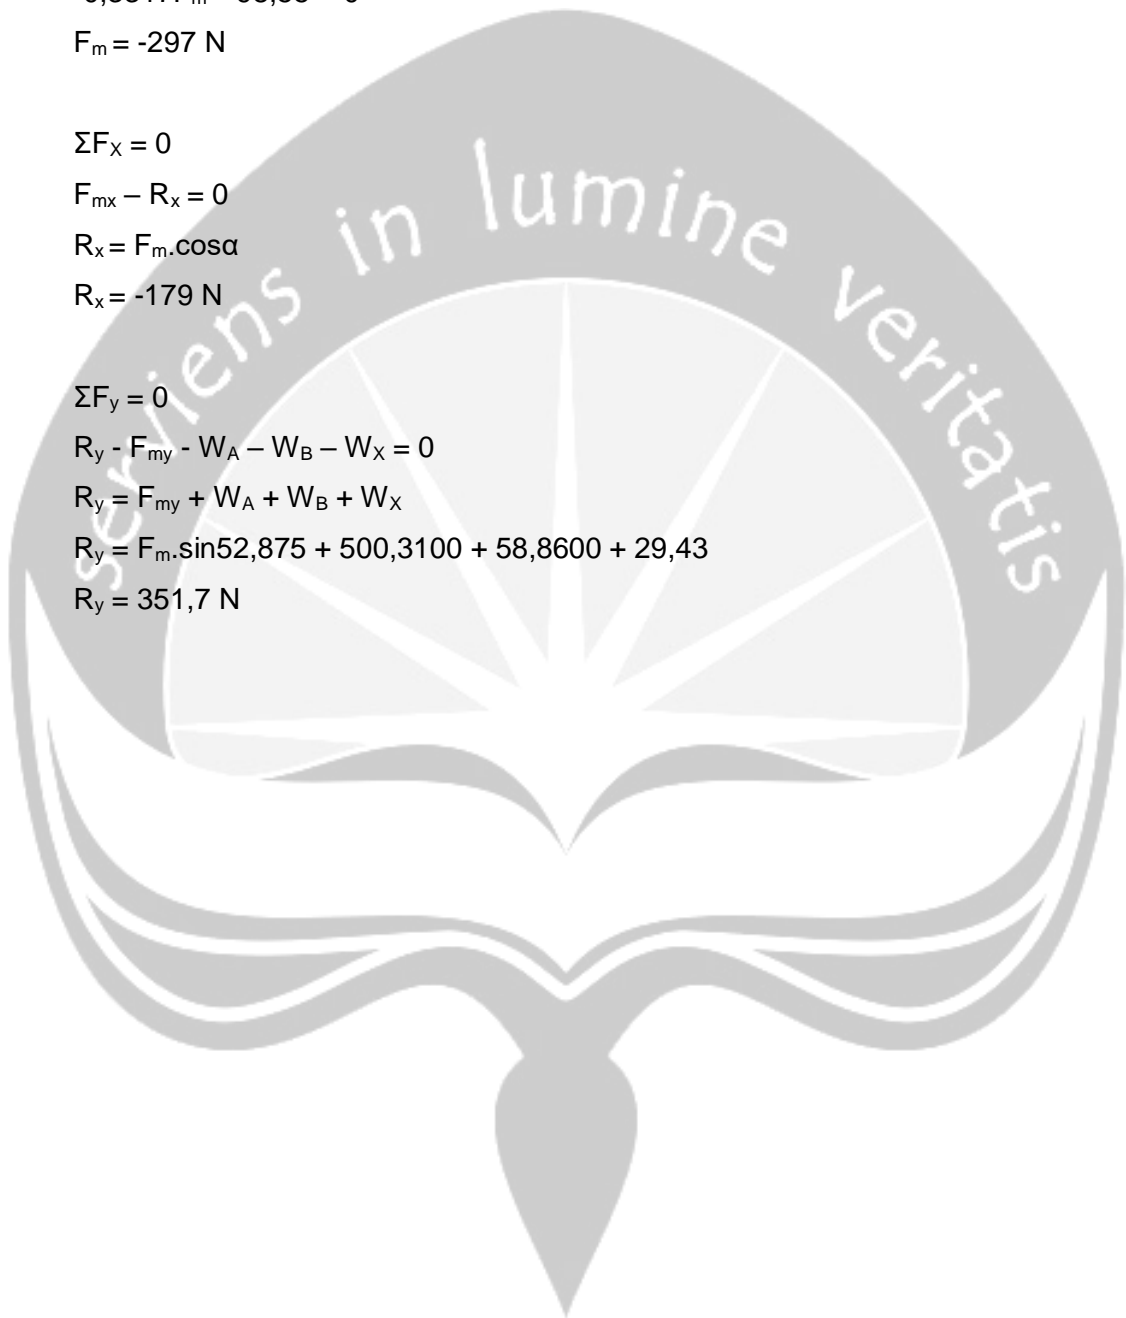 F_m = -297 N
ΣF_X = 0
F_mx – R_x = 0
R_x = F_m.cosα
R_x = -179 N
ΣF_y = 0
R_y - F_my - W_A – W_B – W_X = 0
R_y = F_my + W_A + W_B + W_X
R_y = F_m.sin52,875 + 500,3100 + 58,8600 + 29,43
R_y = 351,7 N
serviens in lumine veritatis